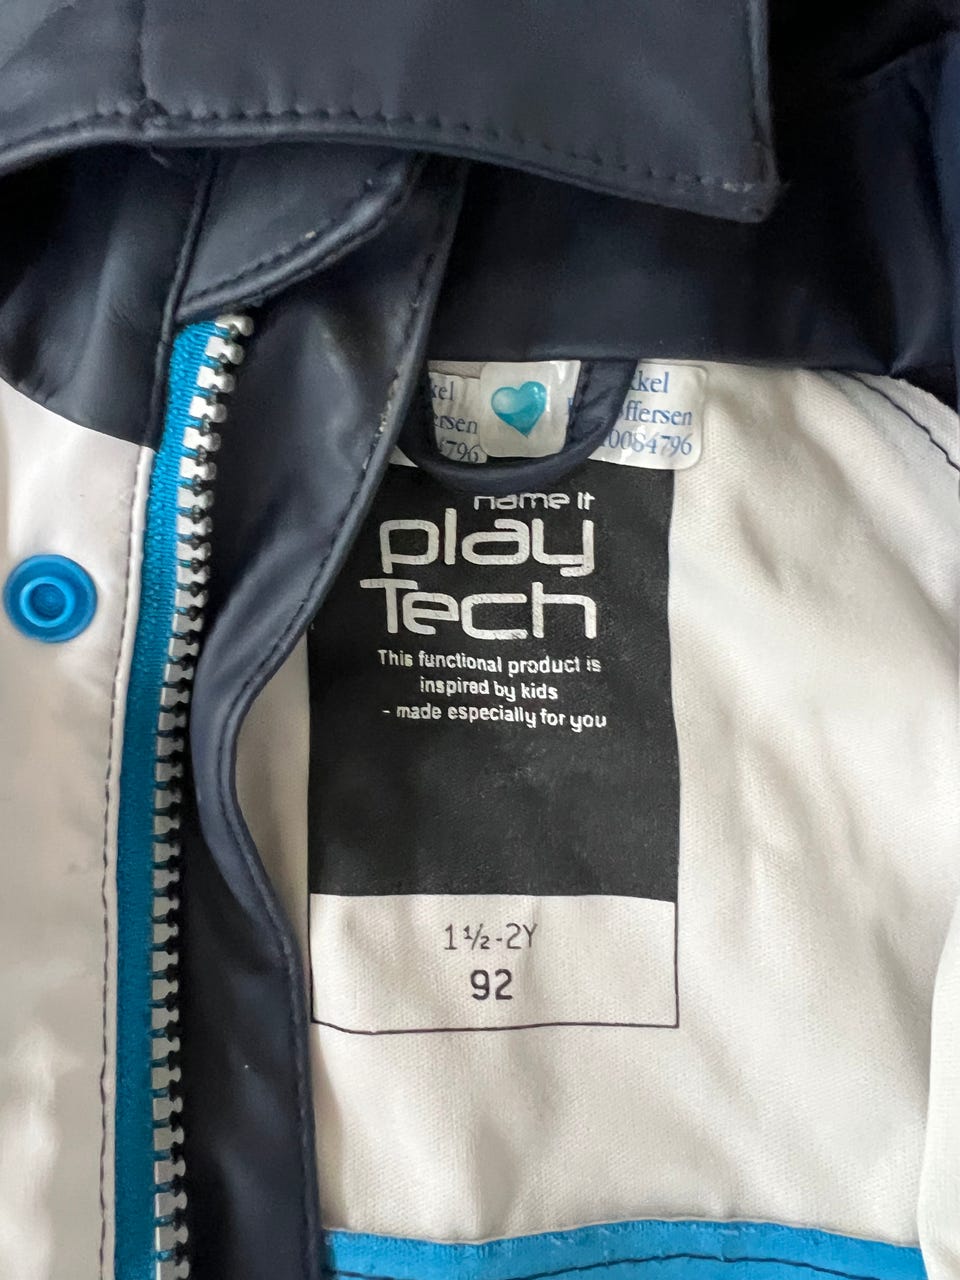 name it
play
Tech
This functional product is
inspired by kids
- made especially for you
1½-2Y
92